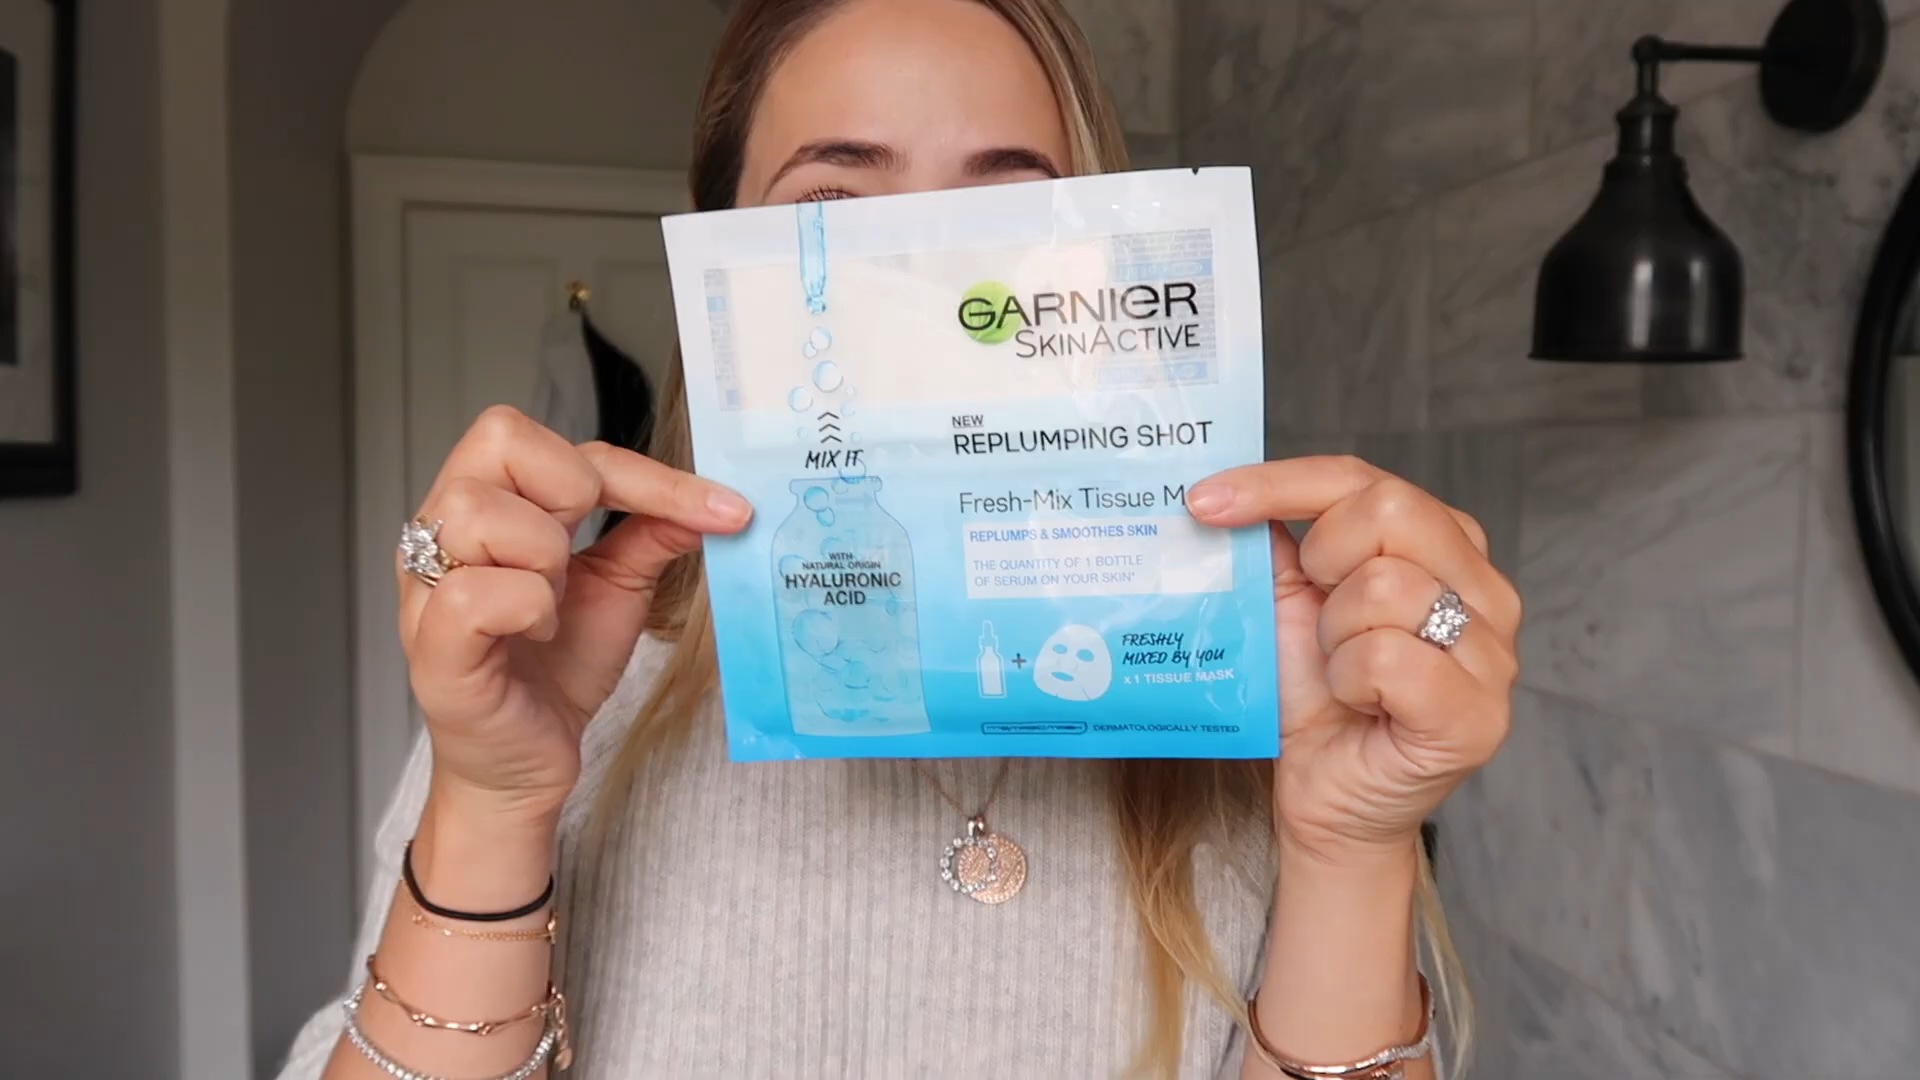 GARNIER
SKINACTIVE
NEW
REPLUMPING SHOT
MIX IT
Fresh-Mix Tissue M
REPLUMPS & SMOOTHES SKIN
THE QUANTITY OF 1 BOTTLE
OF SERUM ON YOUR SKIN*
WITH
NATURAL ORIGIN
HYALURONIC
ACID
FRESHLY
MIXED BY YOU
x 1 TISSUE MASK
DERMATOLOGICALLY TESTED